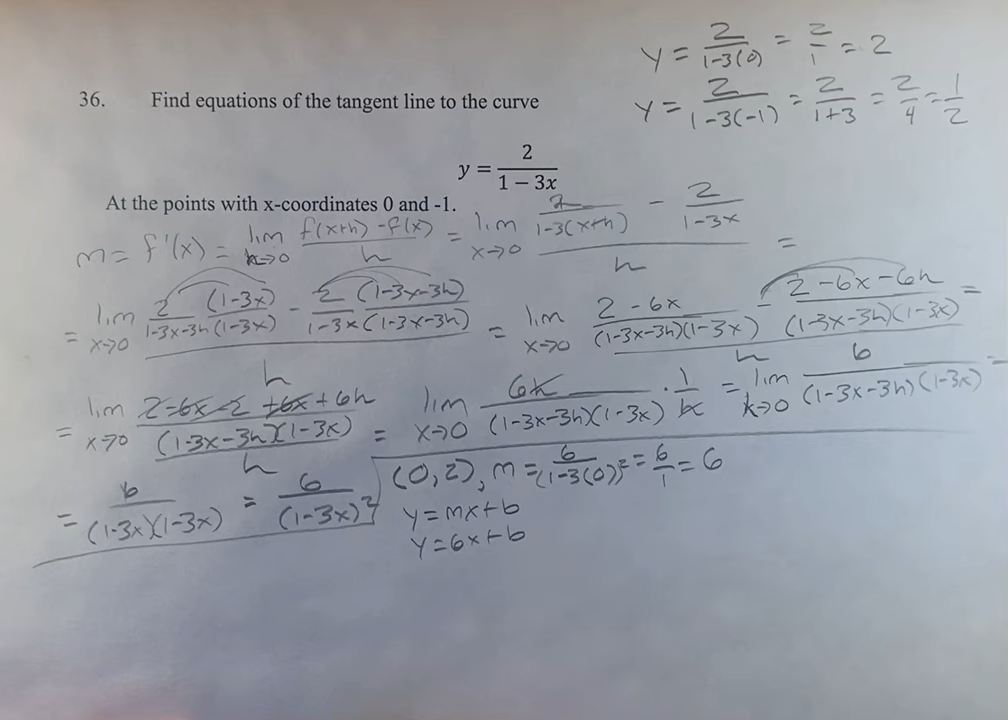 y = 2/(1-3(0)) = 2/1 = 2
36. Find equations of the tangent line to the curve
y = 2/(1-3(-1)) = 2/(1+3) = 2/4 = 1/2
y = 2/(1 − 3x)
At the points with x-coordinates 0 and -1.
m = f'(x) = lim h→0 (f(x+h) - f(x))/h = lim x→0 (2/(1-3(x+h)) - 2/(1-3x))/h =
= lim x→0 (2(1-3x)/(1-3x-3h(1-3x)) - 2(1-3x-3h)/(1-3x(1-3x-3h)))/h = lim x→0 ((2-6x)/((1-3x-3h)(1-3x)) - (2-6x-6h)/((1-3x-3h)(1-3x)))/h =
= lim x→0 ((2-6x-2+6x+6h)/((1-3x-3h)(1-3x)))/h = lim x→0 6h/((1-3x-3h)(1-3x)) · 1/h = lim h→0 6/((1-3x-3h)(1-3x)) =
= 6/((1-3x)(1-3x)) = 6/(1-3x)²
(0,2), m = 6/(1-3(0))² = 6/1 = 6
y = mx+b
y = 6x+b